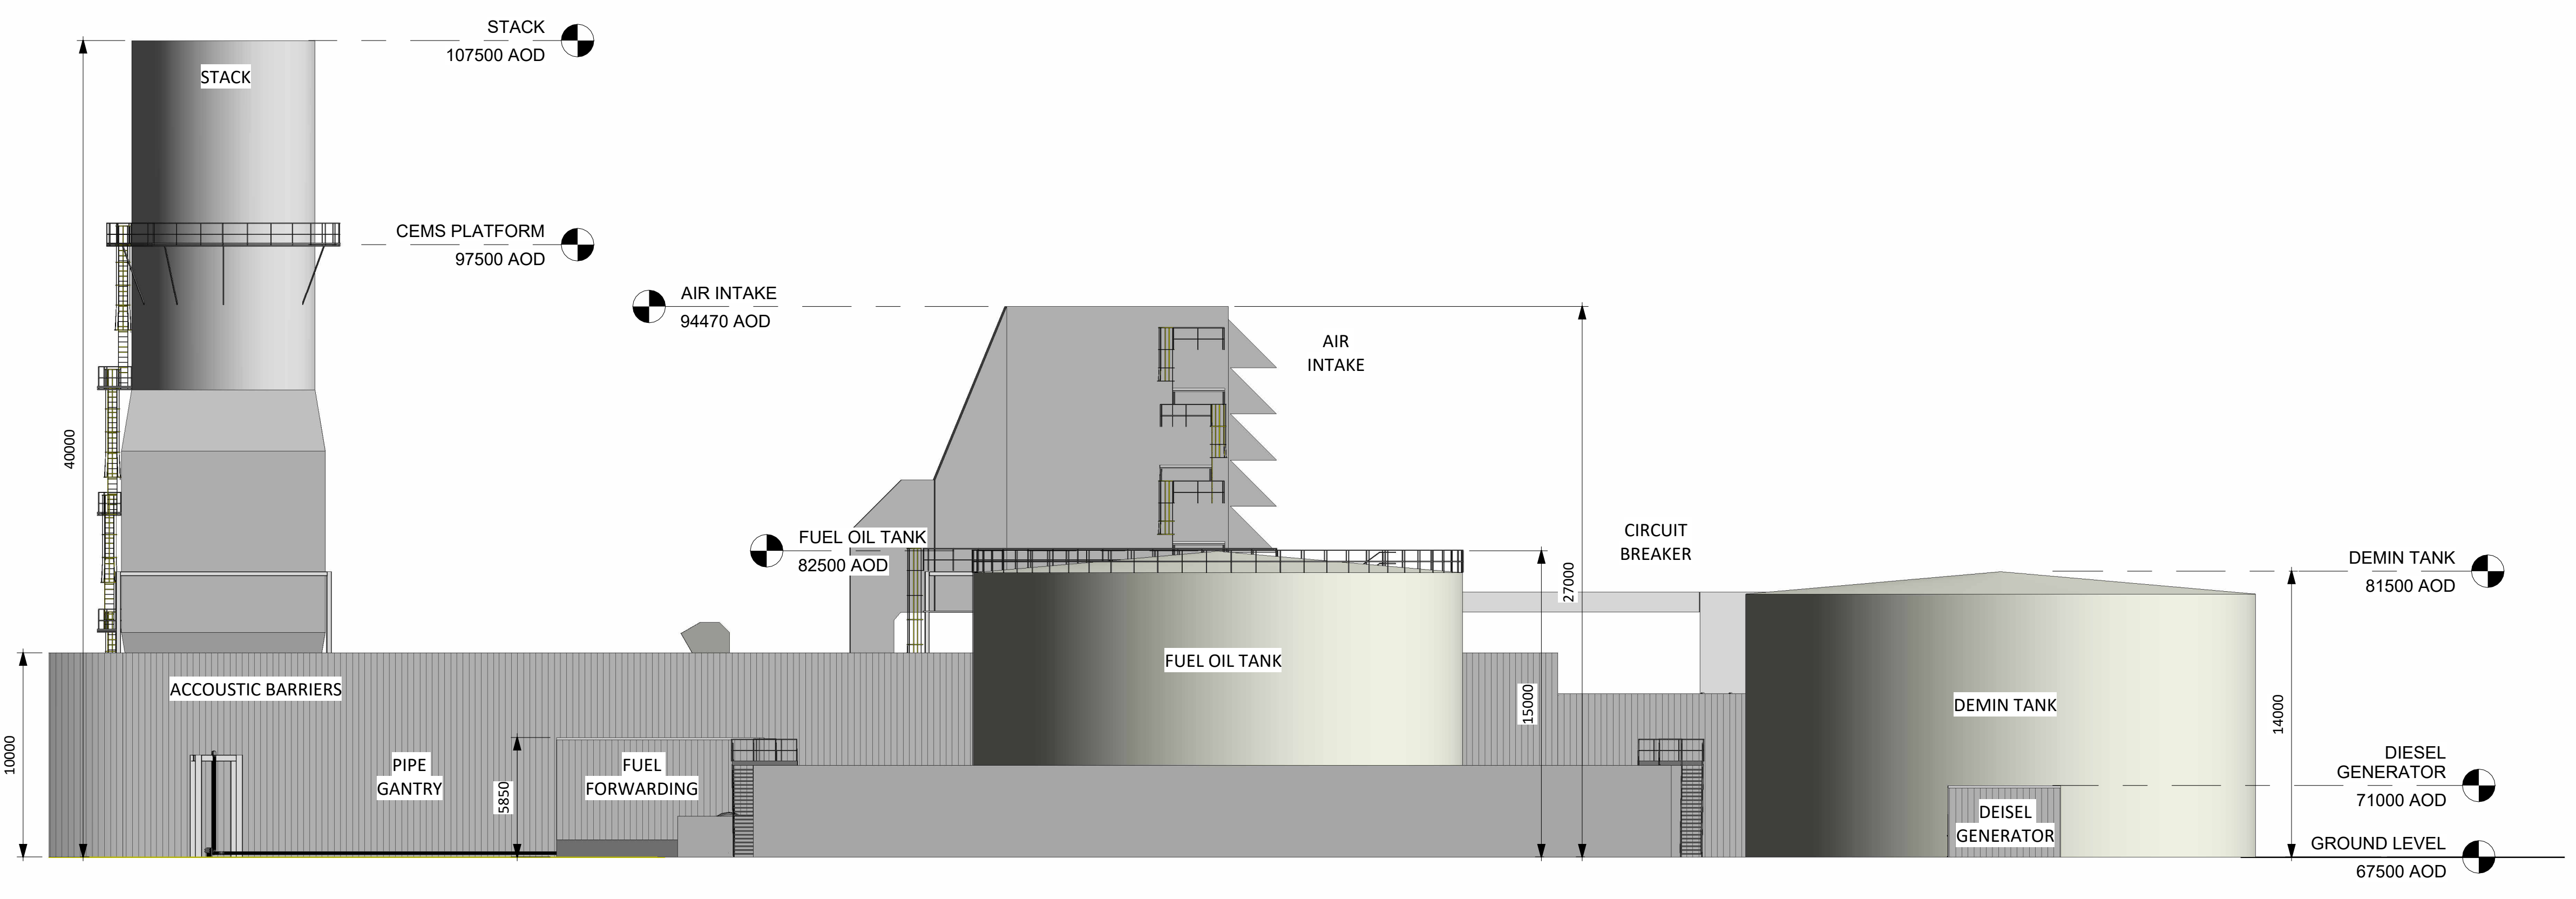 STACK
107500 AOD
STACK
CEMS PLATFORM
97500 AOD
AIR INTAKE
94470 AOD
AIR
INTAKE
40000
FUEL OIL TANK
82500 AOD
CIRCUIT
BREAKER
27000
DEMIN TANK
81500 AOD
FUEL OIL TANK
ACCOUSTIC BARRIERS
15000
DEMIN TANK
14000
10000
PIPE
GANTRY
5850
FUEL
FORWARDING
DIESEL
GENERATOR
71000 AOD
DEISEL
GENERATOR
GROUND LEVEL
67500 AOD